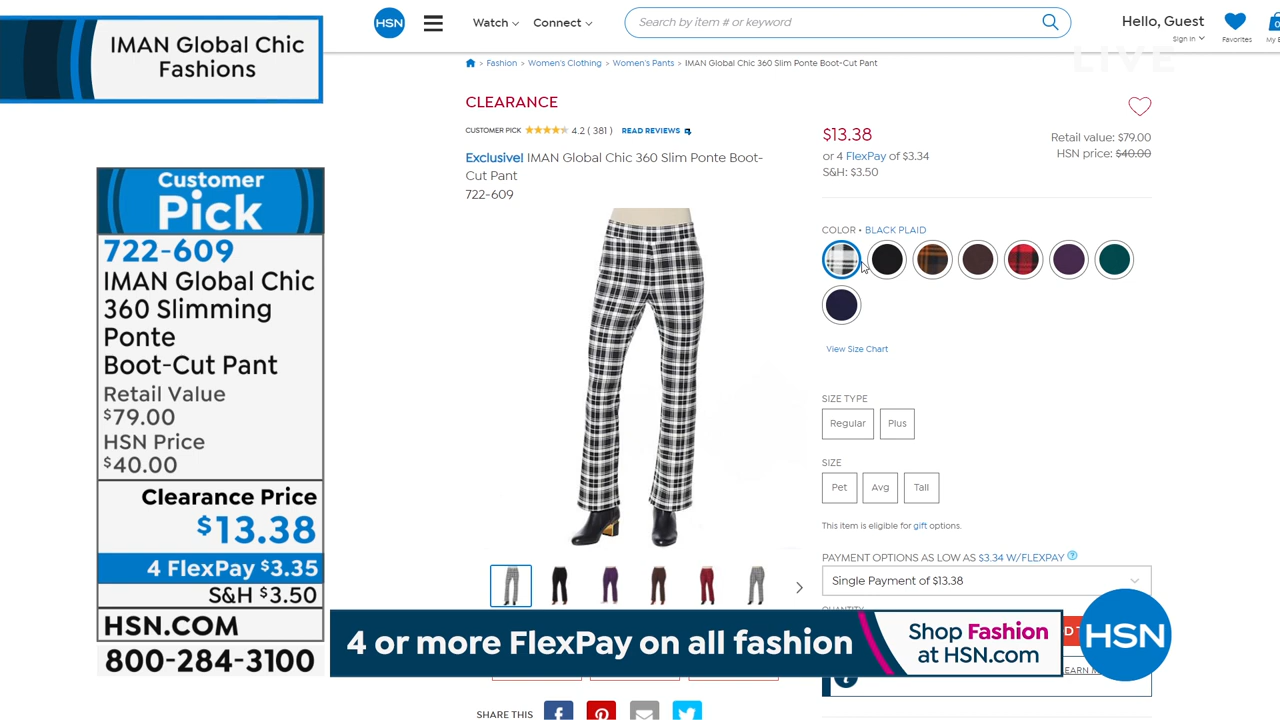 IMAN Global Chic
Fashions
HSN
Watch
Connect
Search by item # or keyword
Hello, Guest
Sign In
Favorites
0
LIVE
Fashion > Women's Clothing > Women's Pants > IMAN Global Chic 360 Slim Ponte Boot-Cut Pant
CLEARANCE
CUSTOMER PICK 4.2 ( 381 ) READ REVIEWS
Exclusive! IMAN Global Chic 360 Slim Ponte Boot-
Cut Pant
722-609
$13.38
or 4 FlexPay of $3.34
S&H: $3.50
Retail value: $79.00
HSN price: $40.00
COLOR • BLACK PLAID
View Size Chart
SIZE TYPE
Regular
Plus
SIZE
Pet
Avg
Tall
This item is eligible for gift options.
PAYMENT OPTIONS AS LOW AS $3.34 W/FLEXPAY ?
Single Payment of $13.38
QUANTITY
Customer
Pick
722-609
IMAN Global Chic
360 Slimming
Ponte
Boot-Cut Pant
Retail Value
$79.00
HSN Price
$40.00
Clearance Price
$13.38
4 FlexPay $3.35
S&H $3.50
HSN.COM
800-284-3100
4 or more FlexPay on all fashion
Shop Fashion
at HSN.com
HSN
SHARE THIS